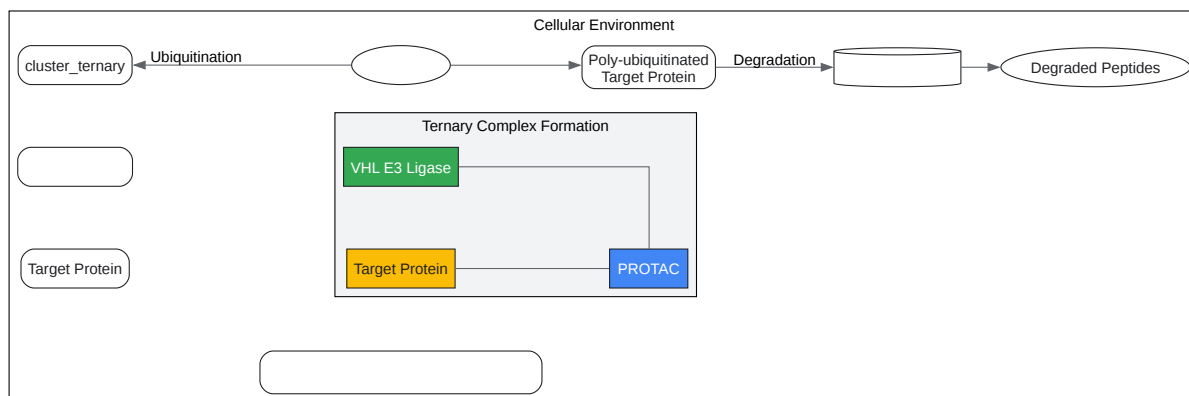 Cellular Environment
cluster_ternary
Ubiquitination
Poly-ubiquitinated
Target Protein
Degradation
Degraded Peptides
Ternary Complex Formation
VHL E3 Ligase
Target Protein
Target Protein
PROTAC